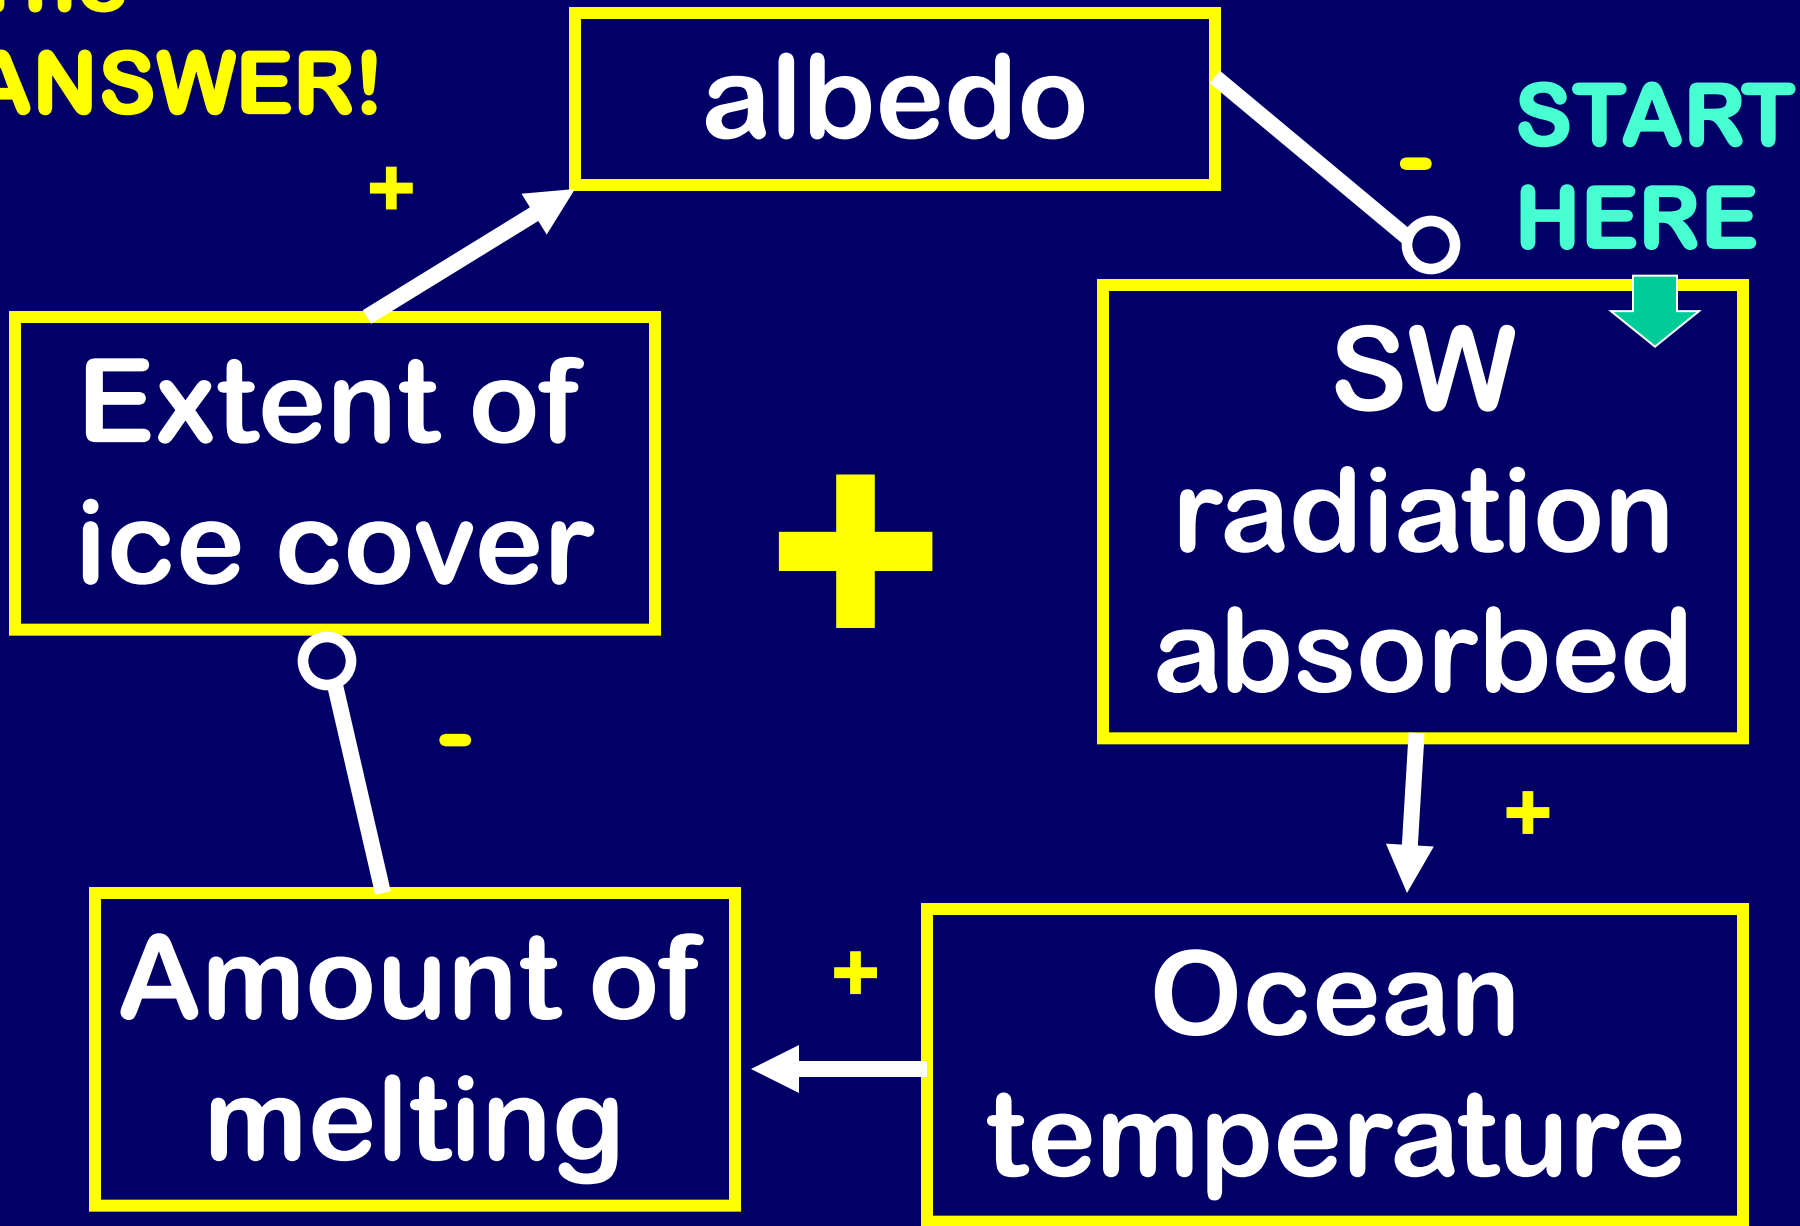 ANSWER!
albedo
START
HERE
+
-
Extent of
ice cover
SW
radiation
absorbed
+
-
+
Amount of
melting
+
Ocean
temperature